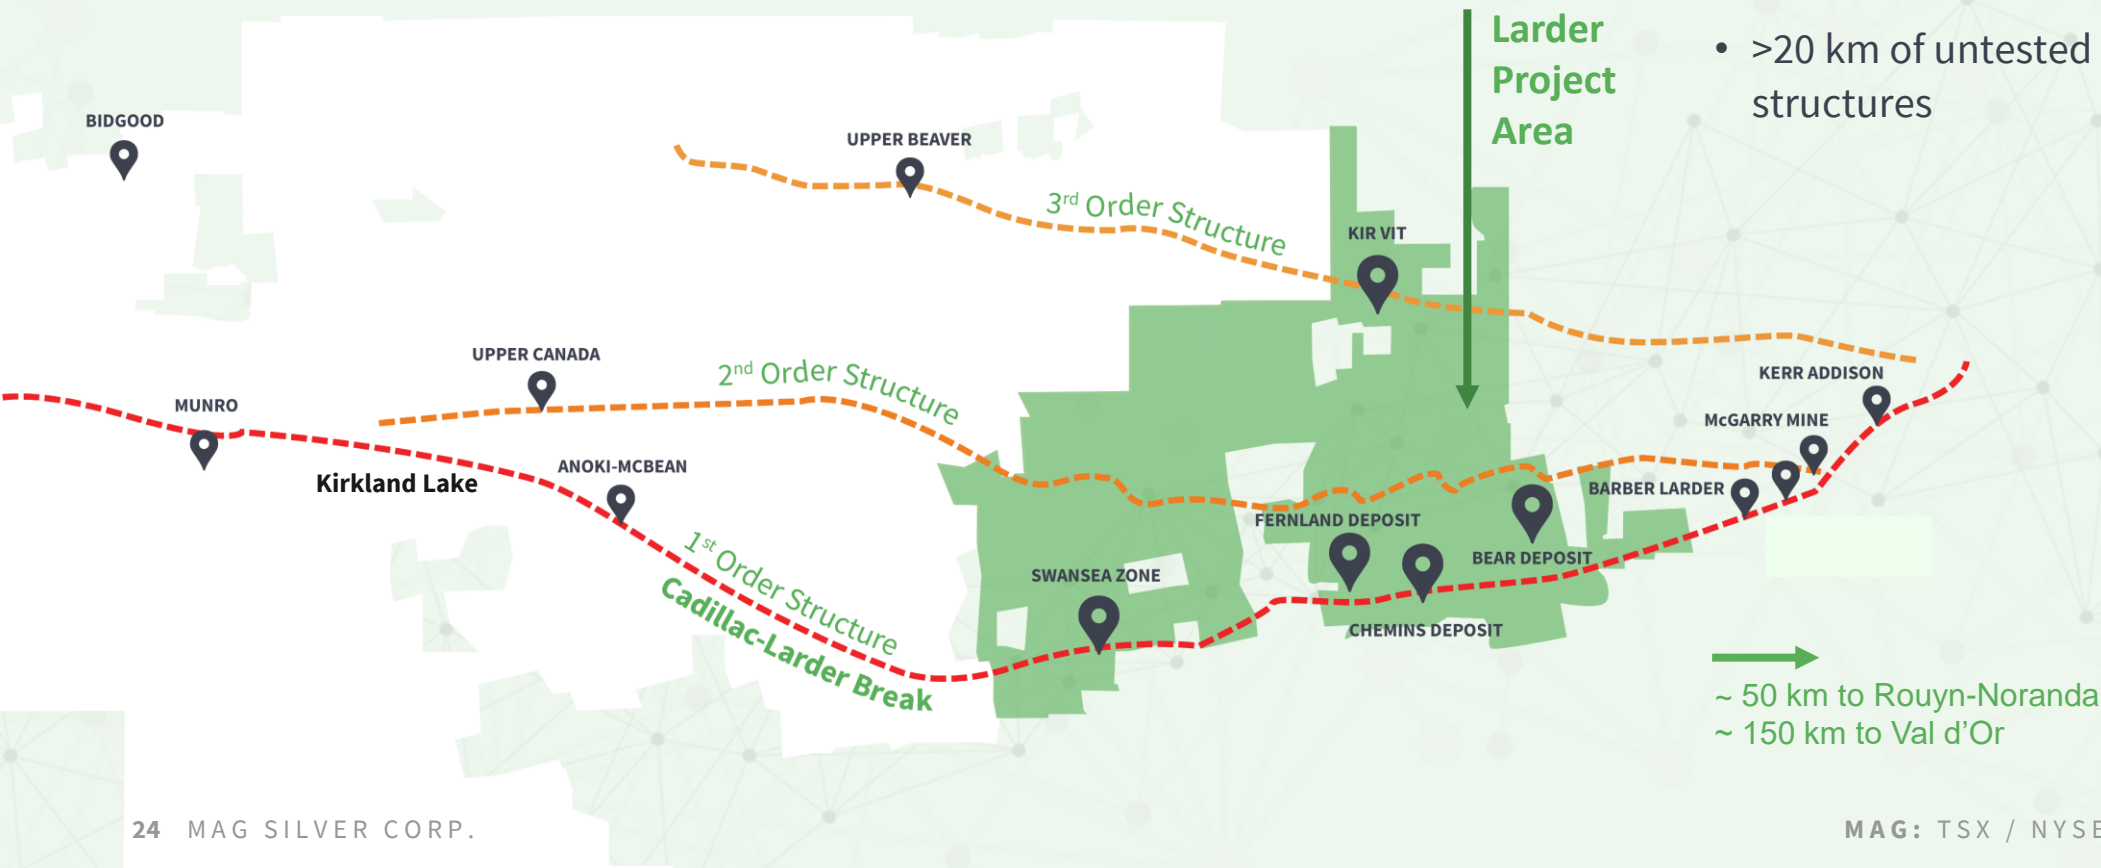 Larder
Project
Area
• >20 km of untested
structures
BIDGOOD
UPPER BEAVER
3rd Order Structure
KIR VIT
UPPER CANADA
2nd Order Structure
KERR ADDISON
MUNRO
McGARRY MINE
ANOKI-MCBEAN
Kirkland Lake
BARBER LARDER
FERNLAND DEPOSIT
1st Order Structure
Cadillac-Larder Break
BEAR DEPOSIT
SWANSEA ZONE
CHEMINS DEPOSIT
~ 50 km to Rouyn-Noranda
~ 150 km to Val d’Or
24 MAG SILVER CORP.
MAG: TSX / NYSE